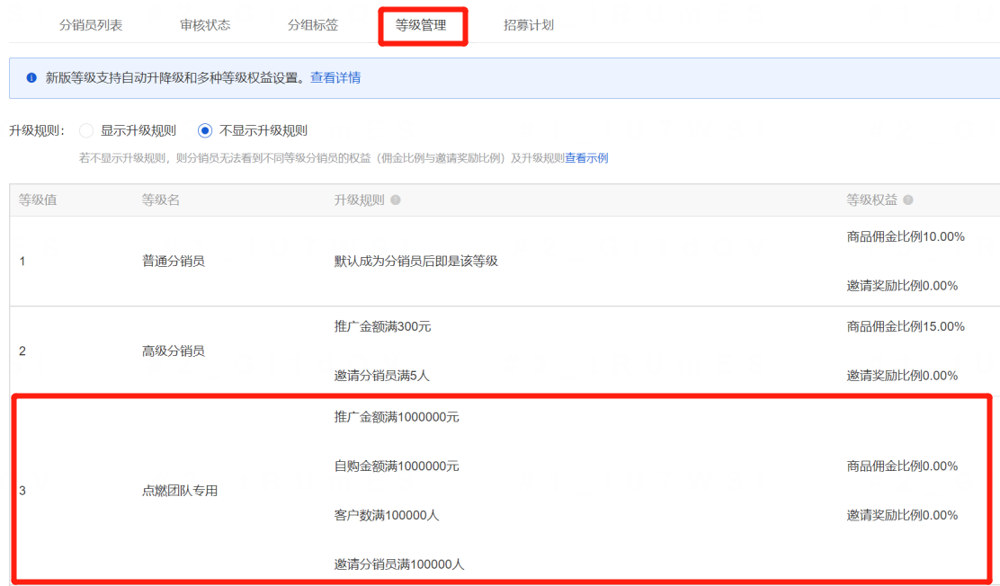 分销员列表 审核状态 分组标签 等级管理 招募计划
新版等级支持自动升降级和多种等级权益设置。查看详情
升级规则： 显示升级规则 不显示升级规则
若不显示升级规则，则分销员无法看到不同等级分销员的权益（佣金比例与邀请奖励比例）及升级规则查看示例
等级值 等级名 升级规则 等级权益
商品佣金比例10.00%
1 普通分销员 默认成为分销员后即是该等级
邀请奖励比例0.00%
推广金额满300元 商品佣金比例15.00%
2 高级分销员
邀请分销员满5人 邀请奖励比例0.00%
推广金额满1000000元
自购金额满1000000元 商品佣金比例0.00%
3 点燃团队专用
客户数满100000人 邀请奖励比例0.00%
邀请分销员满100000人